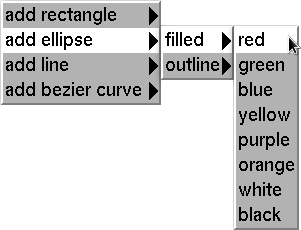 add rectangle
add ellipse
add line
add bezier curve
filled
outline
red
green
blue
yellow
purple
orange
white
black